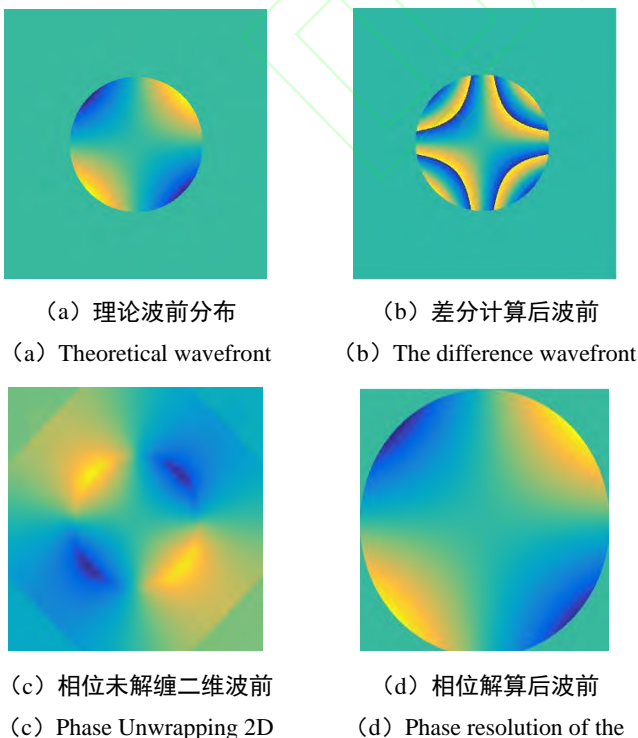 （a）理论波前分布
（b）差分计算后波前
（a）Theoretical wavefront
（b）The difference wavefront
（c）相位未解缠二维波前
（d）相位解算后波前
（c）Phase Unwrapping 2D
（d）Phase resolution of the